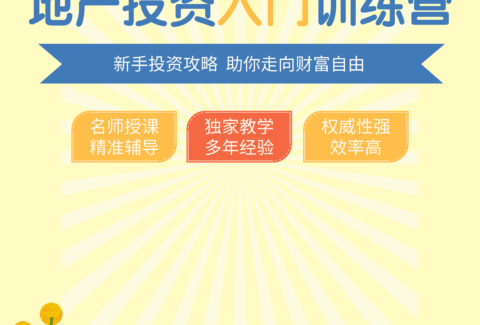 地产投资入门训练营
新手投资攻略 助你走向财富自由
名师授课
精准辅导
独家教学
多年经验
权威性强
效率高